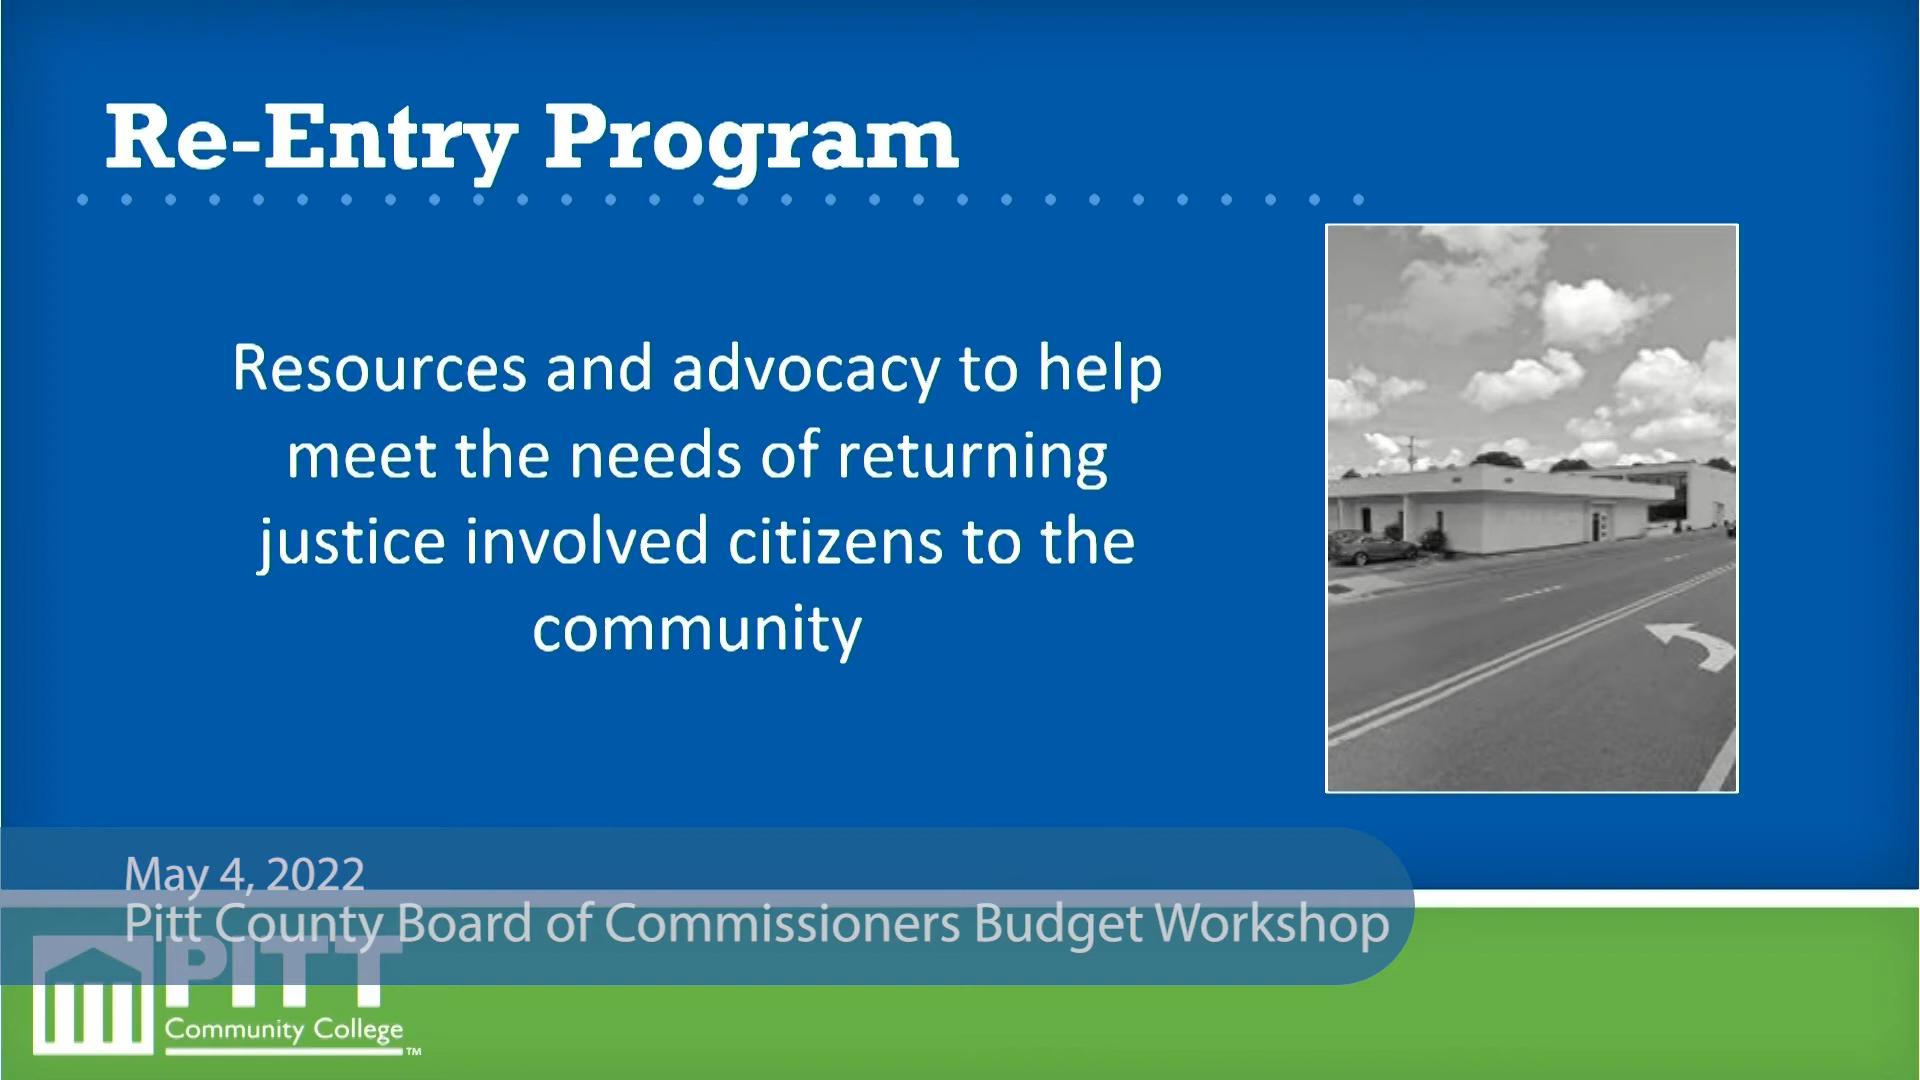 Re-Entry Program
Resources and advocacy to help
meet the needs of returning
justice involved citizens to the
community
May 4, 2022
Pitt County Board of Commissioners Budget Workshop
PITT
Community College
TM